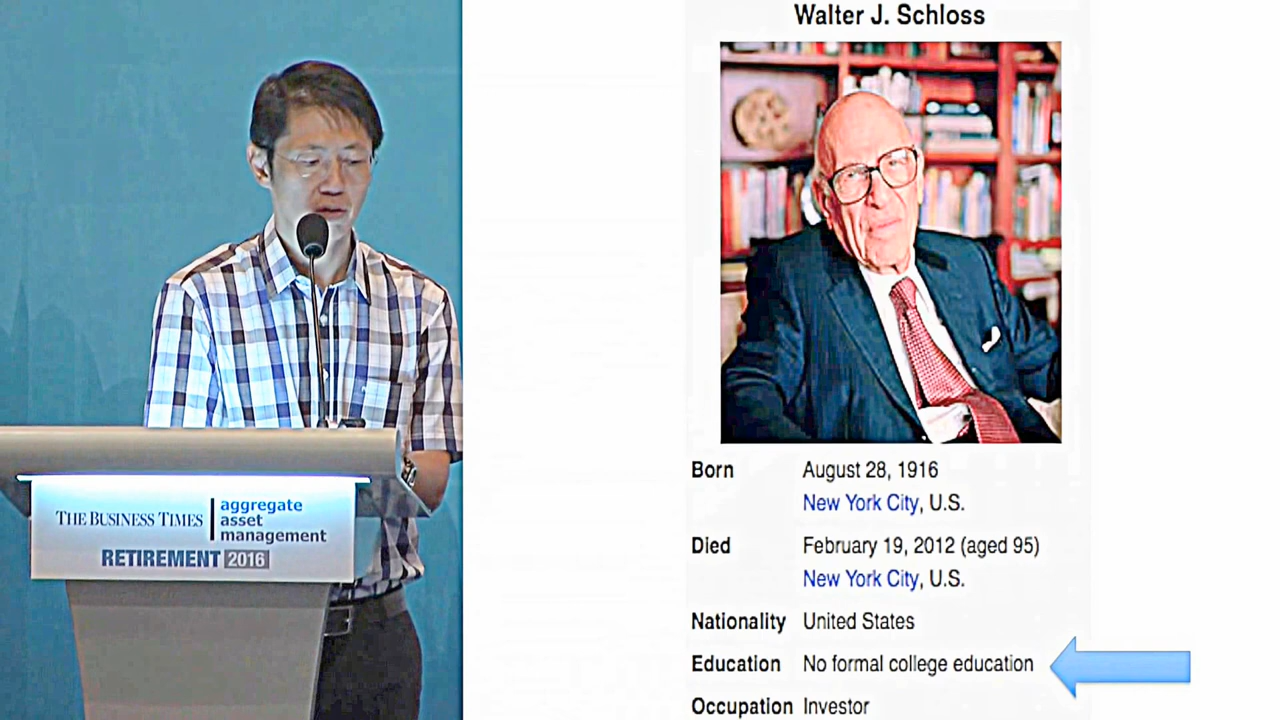 THE BUSINESS TIMES
aggregate
asset
management
RETIREMENT 2016
Walter J. Schloss
Born August 28, 1916
New York City, U.S.
Died February 19, 2012 (aged 95)
New York City, U.S.
Nationality United States
Education No formal college education
Occupation Investor